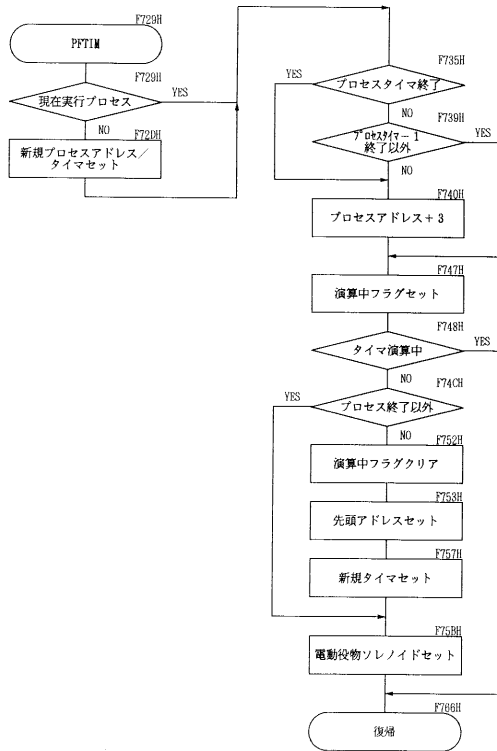 F729H
PFTIM
F729H
現在実行プロセス
YES
NO
F72DH
新規プロセスアドレス／
タイマセット
F735H
YES
プロセスタイマ終了
NO
F739H
プロセスタイマ－1
終了以外
YES
NO
F740H
プロセスアドレス＋3
F747H
演算中フラグセット
F748H
タイマ演算中
YES
NO
F74CH
YES
プロセス終了以外
NO
F752H
演算中フラグクリア
F753H
先頭アドレスセット
F757H
新規タイマセット
F75BH
電動役物ソレノイドセット
F766H
復帰